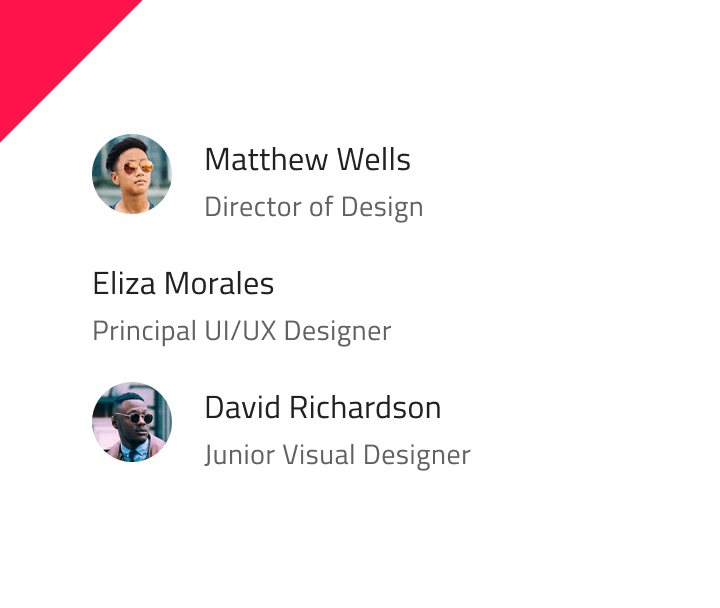 Matthew Wells
Director of Design
Eliza Morales
Principal UI/UX Designer
David Richardson
Junior Visual Designer